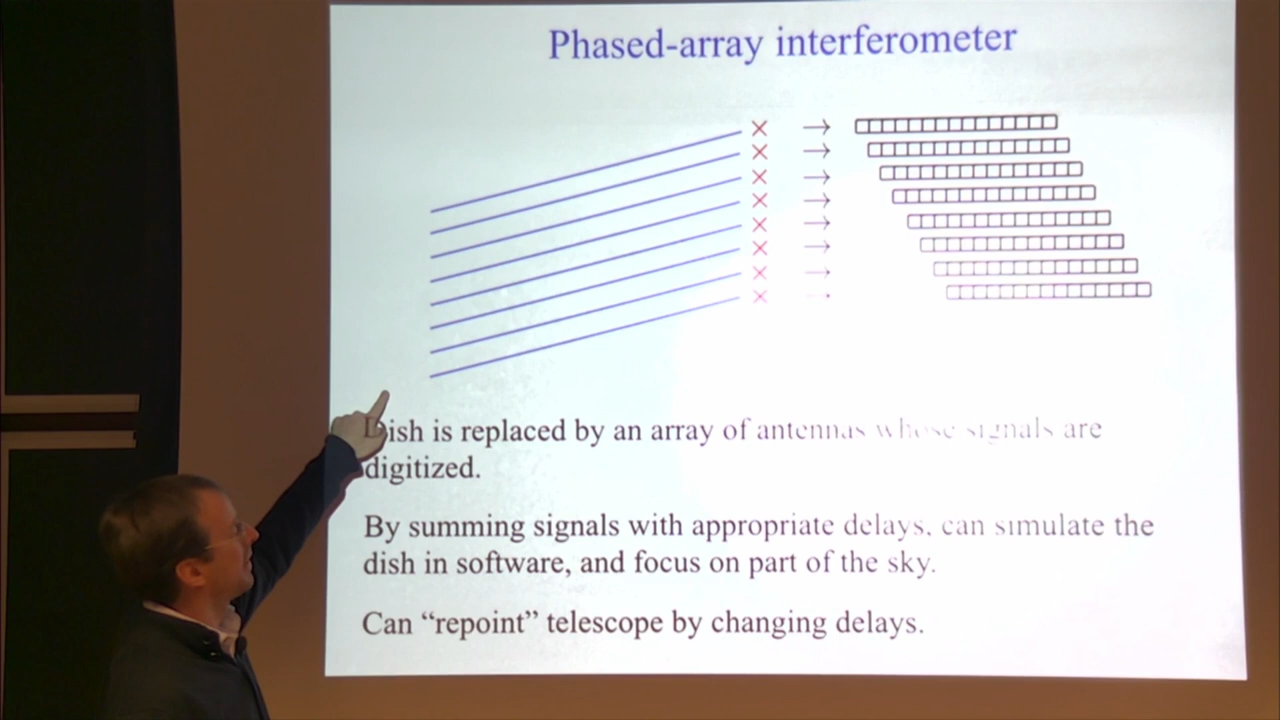 Phased-array interferometer
Dish is replaced by an array of antennas whose signals are
digitized.
By summing signals with appropriate delays, can simulate the
dish in software, and focus on part of the sky.
Can “repoint” telescope by changing delays.